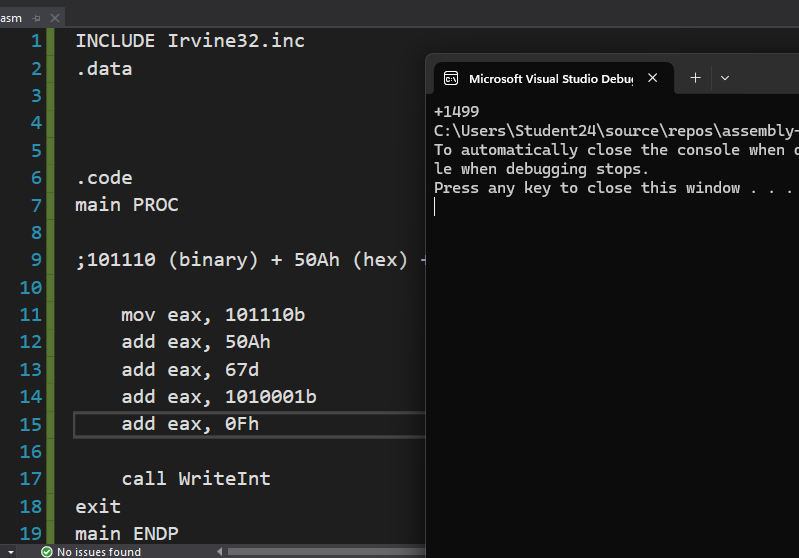 asm
1 INCLUDE Irvine32.inc
2 .data
3
4
5
6 .code
7 main PROC
8
9 ;101110 (binary) + 50Ah (hex) +
10
11 mov eax, 101110b
12 add eax, 50Ah
13 add eax, 67d
14 add eax, 1010001b
15 add eax, 0Fh
16
17 call WriteInt
18 exit
19 main ENDP
No issues found
Microsoft Visual Studio Debu
+1499
C:\Users\Student24\source\repos\assembly-
To automatically close the console when d
le when debugging stops.
Press any key to close this window . . .